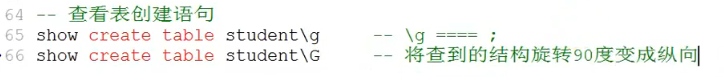 64 -- 查看表创建语句
65 show create table student\g -- \g ==== ;
66 show create table student\G -- 将查到的结构旋转90度变成纵向